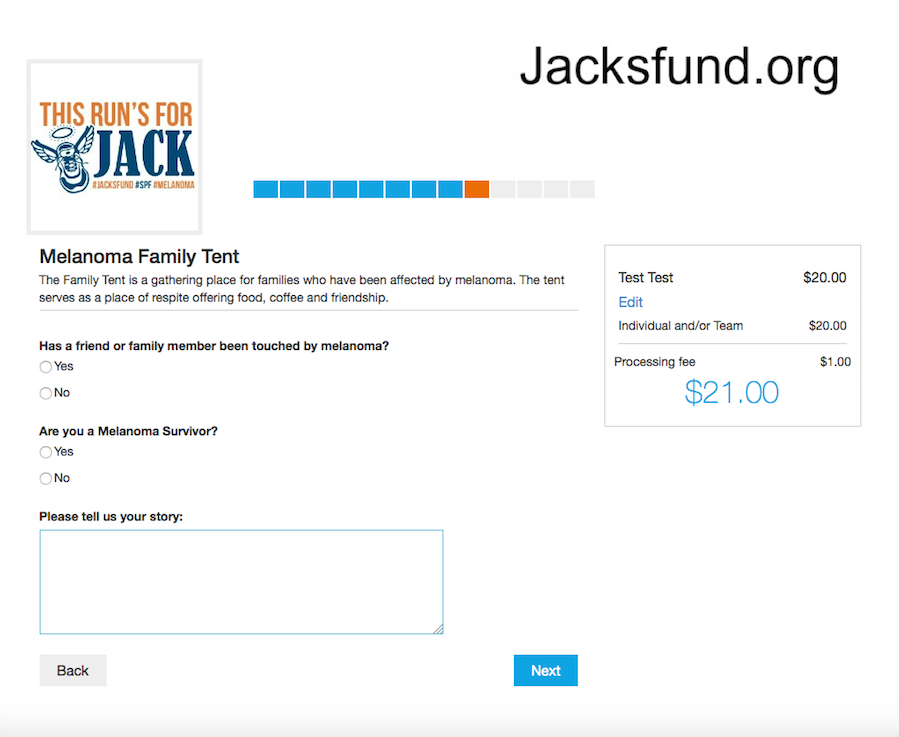 Jacksfund.org
THIS RUN'S FOR
JACK
#JACKSFUND #SPF #MELANOMA
Melanoma Family Tent
The Family Tent is a gathering place for families who have been affected by melanoma. The tent
serves as a place of respite offering food, coffee and friendship.
Has a friend or family member been touched by melanoma?
Yes
No
Are you a Melanoma Survivor?
Yes
No
Please tell us your story:
Back
Next
Test Test $20.00
Edit
Individual and/or Team $20.00
Processing fee $1.00
$21.00